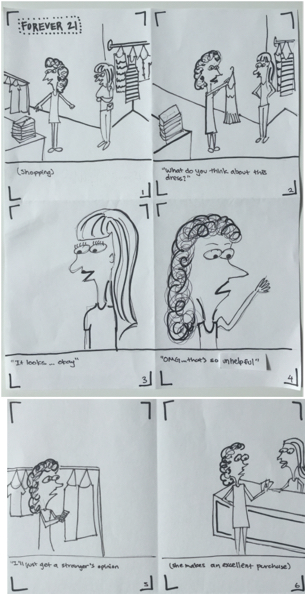 FOREVER 21
(Shopping)
1
"What do you think about this
dress?"
2
"It looks ... okay"
3
"OMG...that's so unhelpful"
4
"I'll just get a stranger's opinion
5
(she makes an excellent purchase)
6